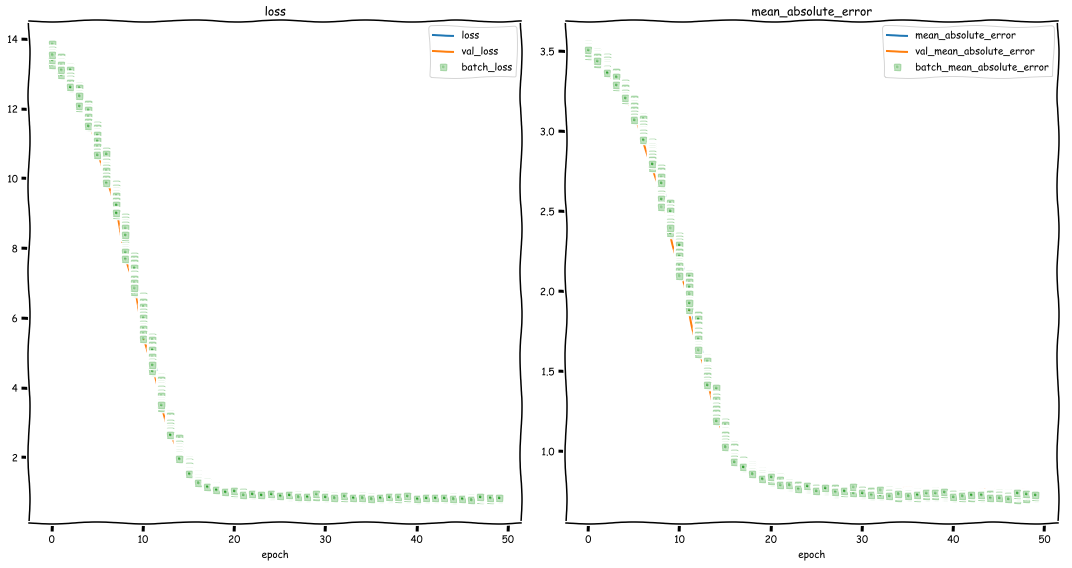 loss
14
12
10
8
6
4
2
0
10
20
30
40
50
epoch
loss
val_loss
batch_loss
mean_absolute_error
3.5
3.0
2.5
2.0
1.5
1.0
0
10
20
30
40
50
epoch
mean_absolute_error
val_mean_absolute_error
batch_mean_absolute_error